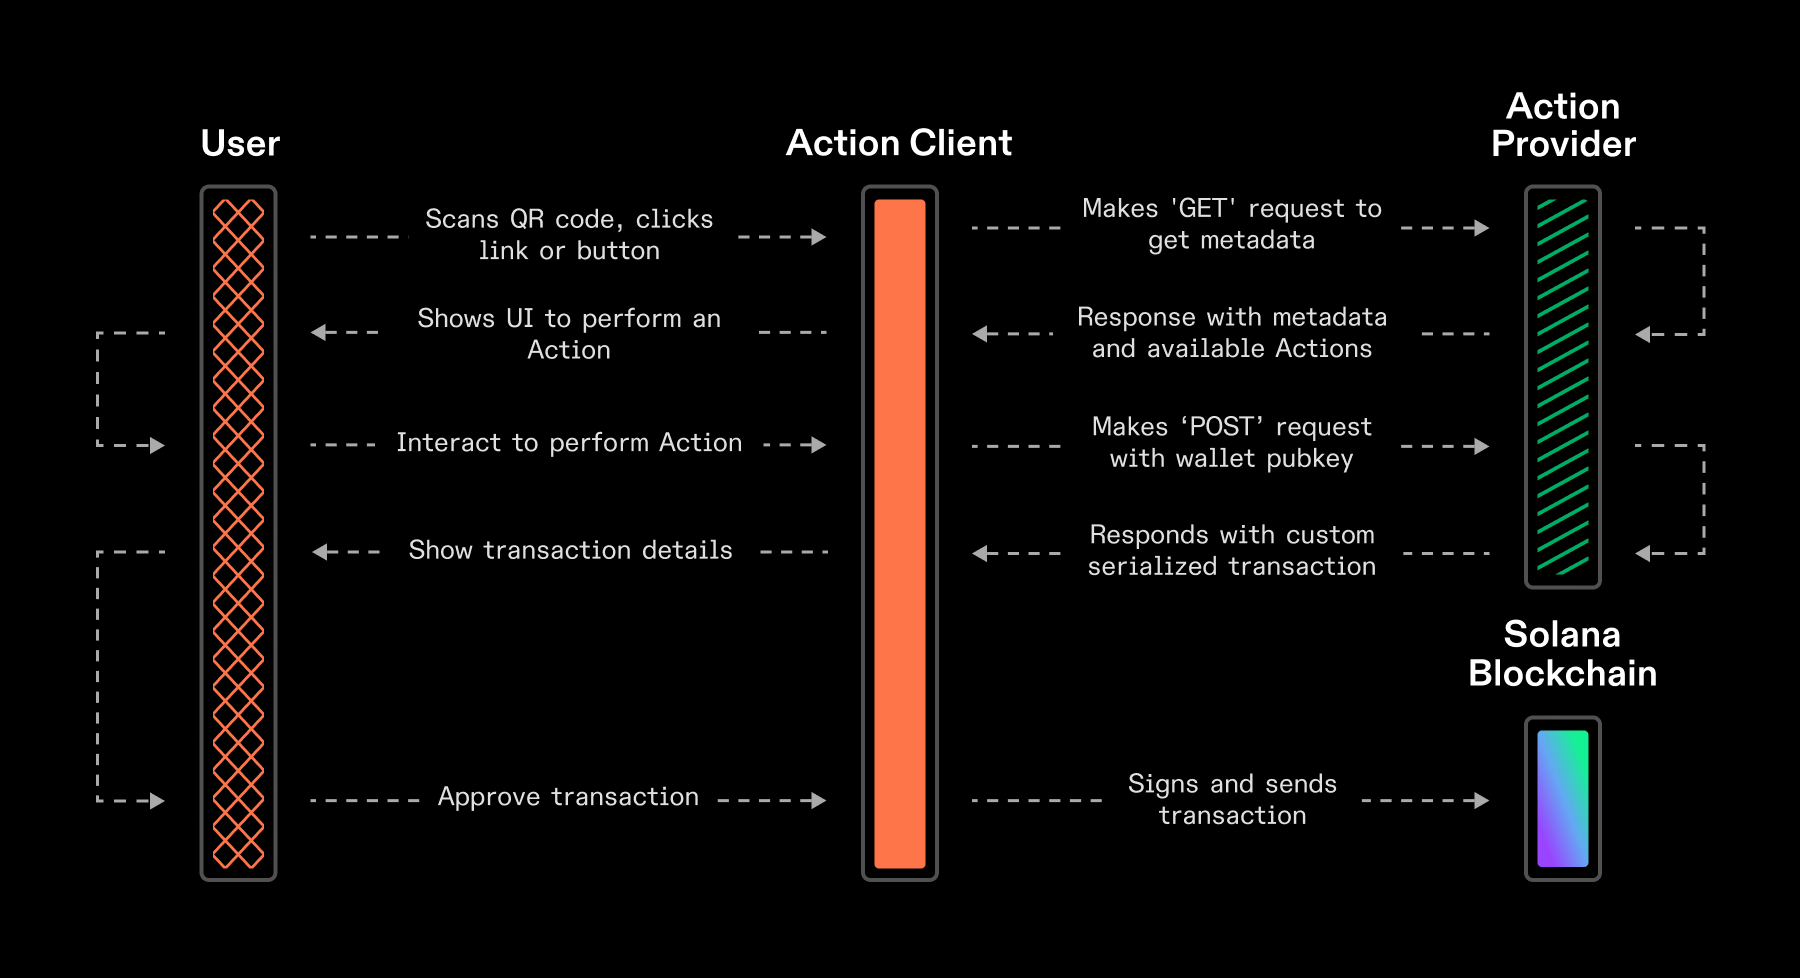 User
Action Client
Action
Provider
Scans QR code, clicks
link or button
Makes 'GET' request to
get metadata
Shows UI to perform an
Action
Response with metadata
and available Actions
Interact to perform Action
Makes ‘POST’ request
with wallet pubkey
Show transaction details
Responds with custom
serialized transaction
Solana
Blockchain
Approve transaction
Signs and sends
transaction